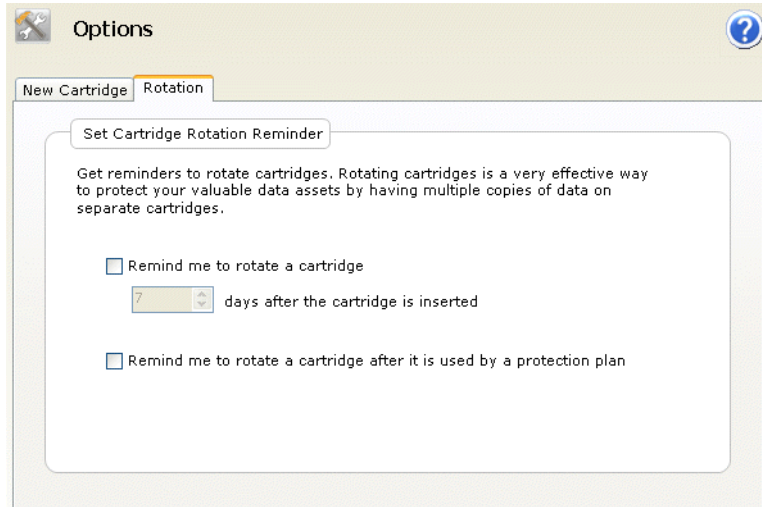 Options
?
New Cartridge
Rotation
Set Cartridge Rotation Reminder
Get reminders to rotate cartridges. Rotating cartridges is a very effective way
to protect your valuable data assets by having multiple copies of data on
separate cartridges.
Remind me to rotate a cartridge
7 days after the cartridge is inserted
Remind me to rotate a cartridge after it is used by a protection plan